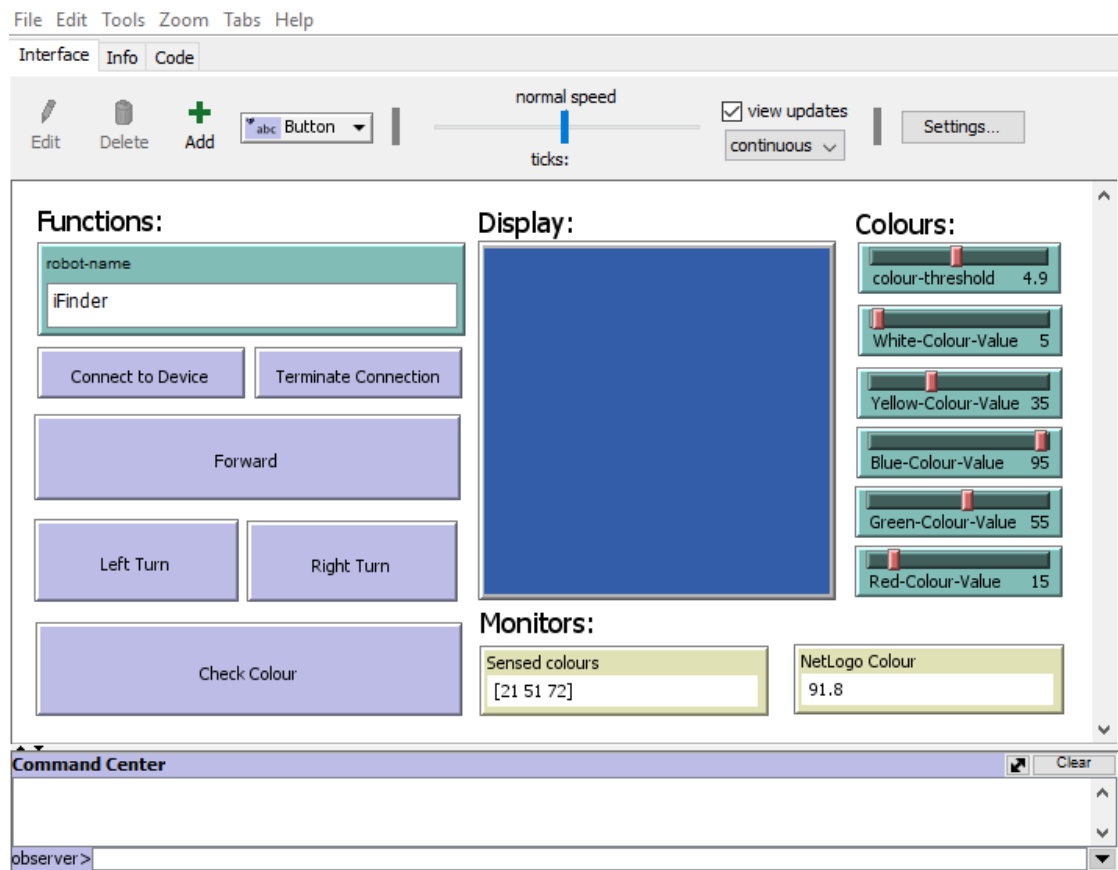 File Edit Tools Zoom Tabs Help
Interface Info Code
normal speed
view updates
Edit Delete Add abc Button
continuous
Settings...
ticks:
Functions:
Display:
Colours:
robot-name
iFinder
colour-threshold 4.9
White-Colour-Value 5
Connect to Device Terminate Connection
Yellow-Colour-Value 35
Forward
Blue-Colour-Value 95
Green-Colour-Value 55
Left Turn Right Turn
Red-Colour-Value 15
Monitors:
Check Colour
Sensed colours
[21 51 72]
NetLogo Colour
91.8
Command Center
Clear
observer>